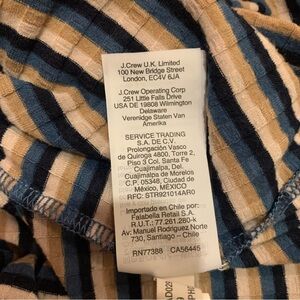 J.Crew U.K. Limited
100 New Bridge Street
London, EC4V 6JA
J.Crew Operating Corp
251 Little Falls Drive
USA DE 19808 Wilmington
Delaware
Verenidge Staten Van
Amerika
SERVICE TRADING
S.A. DE C.V.
Prolongación Vasco
de Quiroga 4800, Torre 2,
Piso 3 Col. Santa Fe
Cuajimalpa
Cuajimalpa de Morelos
C.P. 05348, Ciudad de
México, MÉXICO
RFC: STR921014AR0
Importado en Chile por:
Falabella Retail S.A.
R.U.T.: 77.261.280-k
Av: Manuel Rodriguez Norte
730, Santiago - Chile
RN77388 CA56445